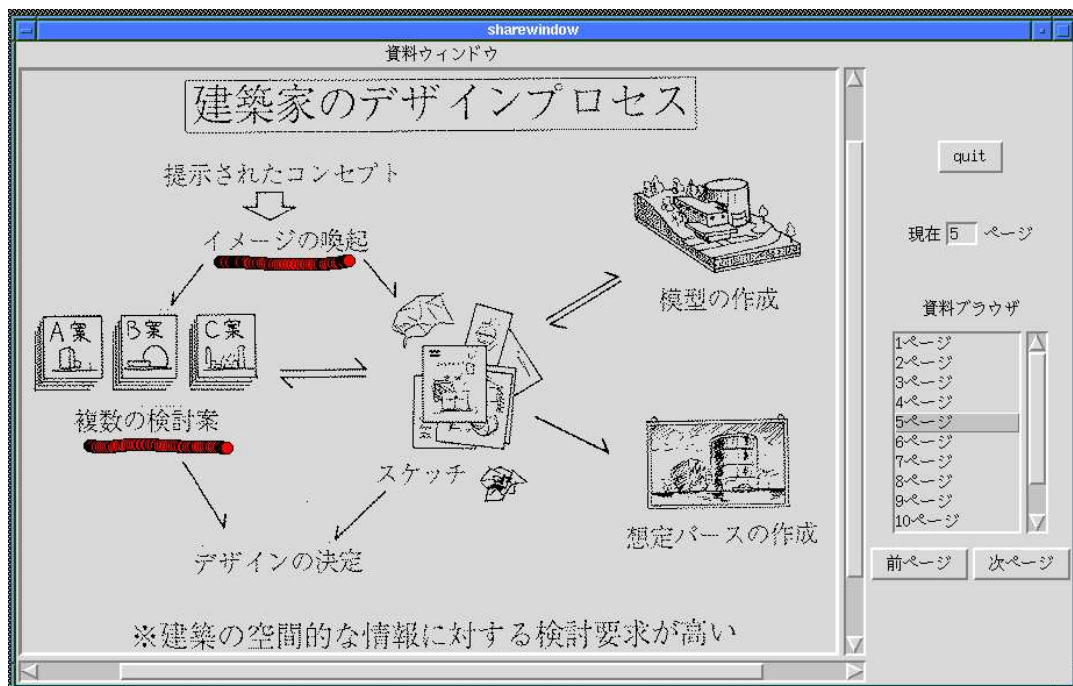 sharewindow
資料ウィンドウ
建築家のデザインプロセス
提示されたコンセプト
イメージの喚起
A案
B案
C案
複数の検討案
スケッチ
模型の作成
想定パースの作成
デザインの決定
※建築の空間的な情報に対する検討要求が高い
quit
現在 5 ページ
資料ブラウザ
1ページ
2ページ
3ページ
4ページ
5ページ
6ページ
7ページ
8ページ
9ページ
10ページ
前ページ 次ページ